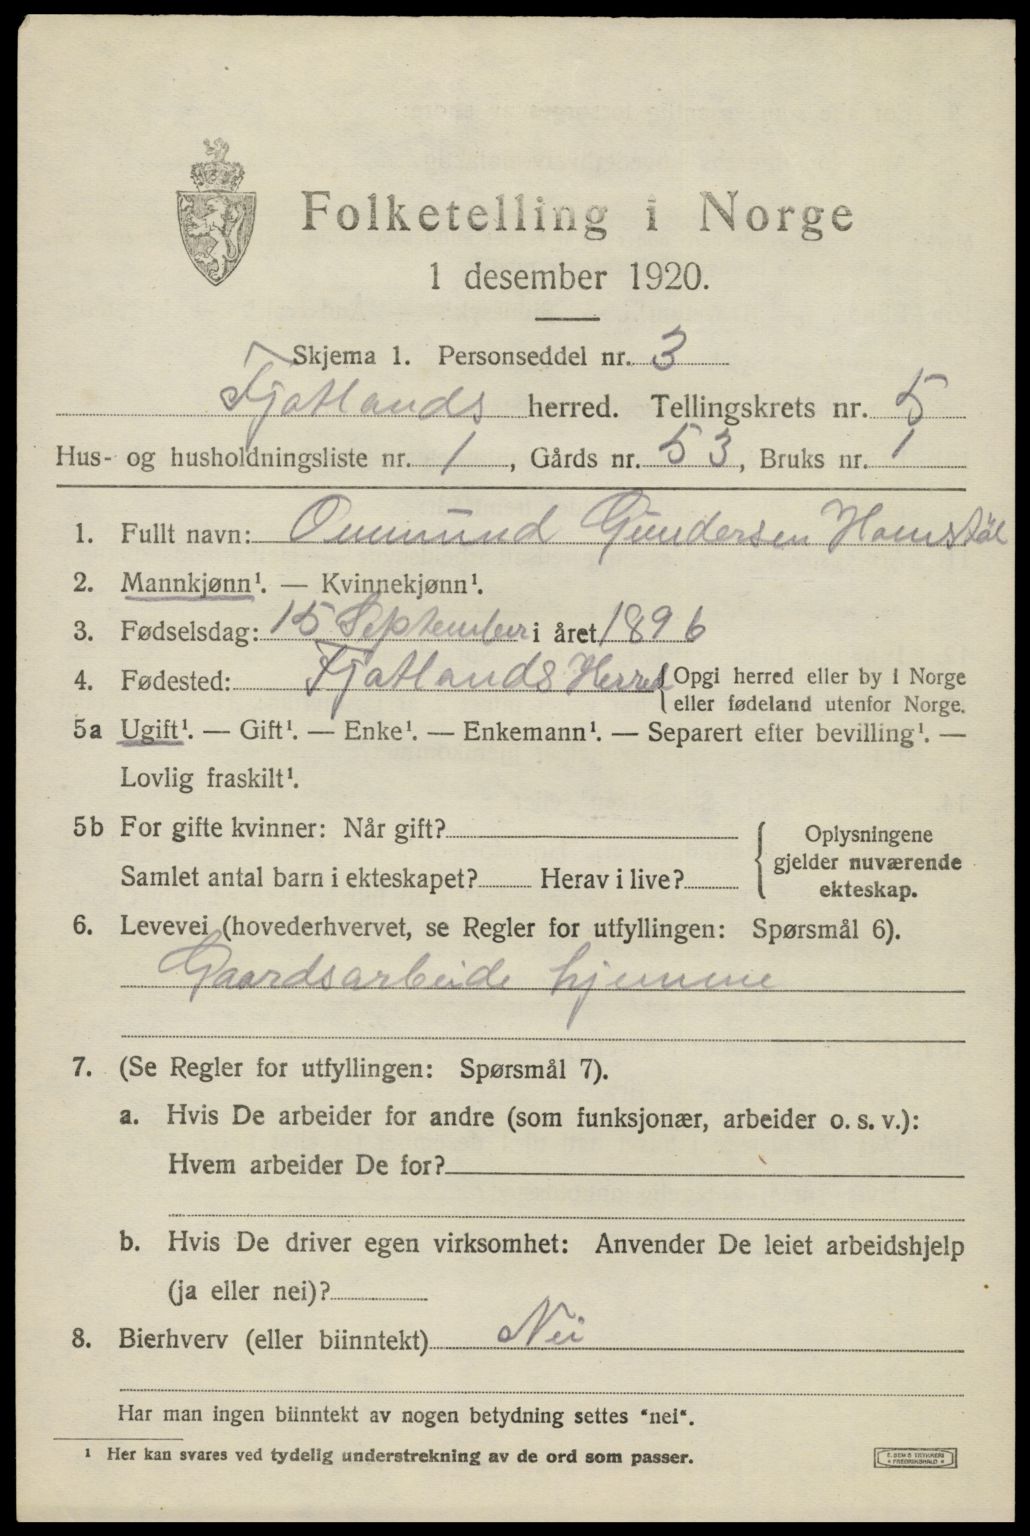 Folketelling i Norge
1 desember 1920.
Skjema 1. Personseddel nr. 3
Fjotlands herred. Tellingskrets nr. 5
Hus- og husholdningsliste nr. 1, Gårds nr. 53, Bruks nr. 1
1. Fullt navn: Ommund Gundersen Homstøl
2. Mannkjønn¹. — Kvinnekjønn¹.
3. Fødselsdag: 15 September i året 1896
4. Fødested: Fjotlands Herred { Opgi herred eller by i Norge
eller fødeland utenfor Norge.
5a Ugift¹. — Gift¹. — Enke¹. — Enkemann¹. — Separert efter bevilling¹. —
Lovlig fraskilt¹.
5b For gifte kvinner: Når gift?
Samlet antal barn i ekteskapet? Herav i live?
Oplysningene
gjelder nuværende
ekteskap.
6. Levevei (hovederhvervet, se Regler for utfyllingen: Spørsmål 6).
Gaardsarbeide hjemme
7. (Se Regler for utfyllingen: Spørsmål 7).
a. Hvis De arbeider for andre (som funksjonær, arbeider o. s. v.):
Hvem arbeider De for?
b. Hvis De driver egen virksomhet: Anvender De leiet arbeidshjelp
(ja eller nei)?
8. Bierhverv (eller biinntekt) Nei
Har man ingen biinntekt av nogen betydning settes "nei".
¹ Her kan svares ved tydelig understrekning av de ord som passer.
E. SEM'S TRYKKERI
FREDRIKSHALD